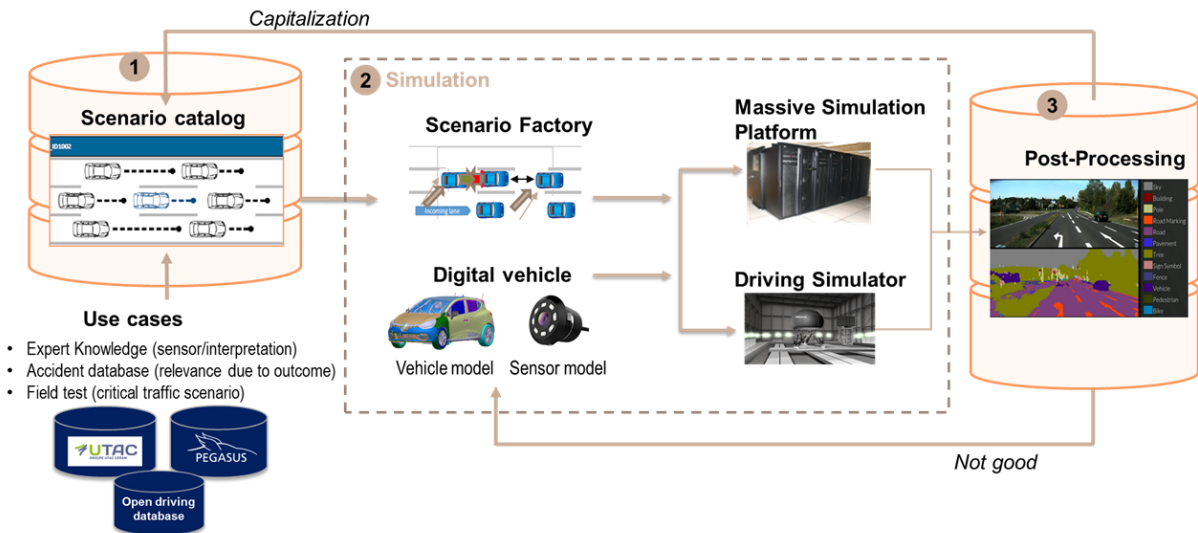 Capitalization
1
Scenario catalog
ID1002
Use cases
• Expert Knowledge (sensor/interpretation)
• Accident database (relevance due to outcome)
• Field test (critical traffic scenario)
UTAC
GROUPE UTAC CERAM
PEGASUS
Open driving
database
2 Simulation
Scenario Factory
Incoming lane
Digital vehicle
Vehicle model
Sensor model
Massive Simulation
Platform
Driving Simulator
3
Post-Processing
Sky
Building
Pole
Road Marking
Road
Pavement
Tree
Sign Symbol
Fence
Vehicle
Pedestrian
Bike
Not good